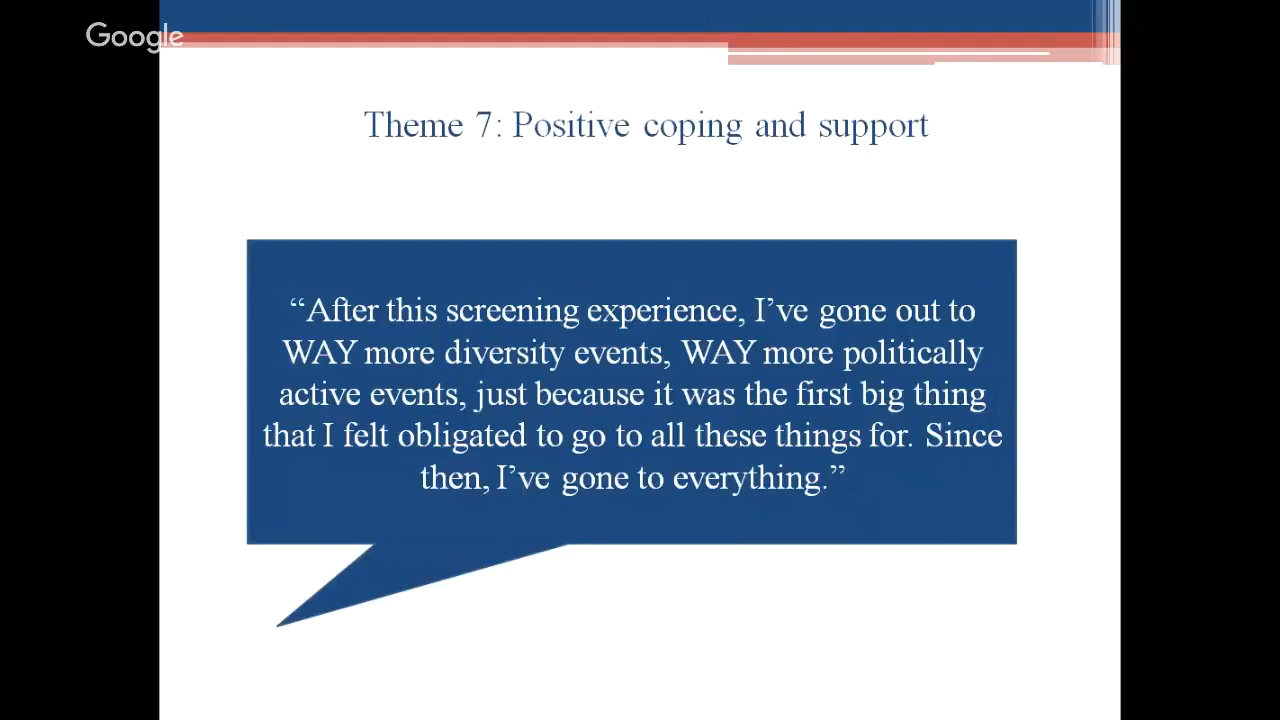 Google
Theme 7: Positive coping and support
“After this screening experience, I’ve gone out to
WAY more diversity events, WAY more politically
active events, just because it was the first big thing
that I felt obligated to go to all these things for. Since
then, I’ve gone to everything.”